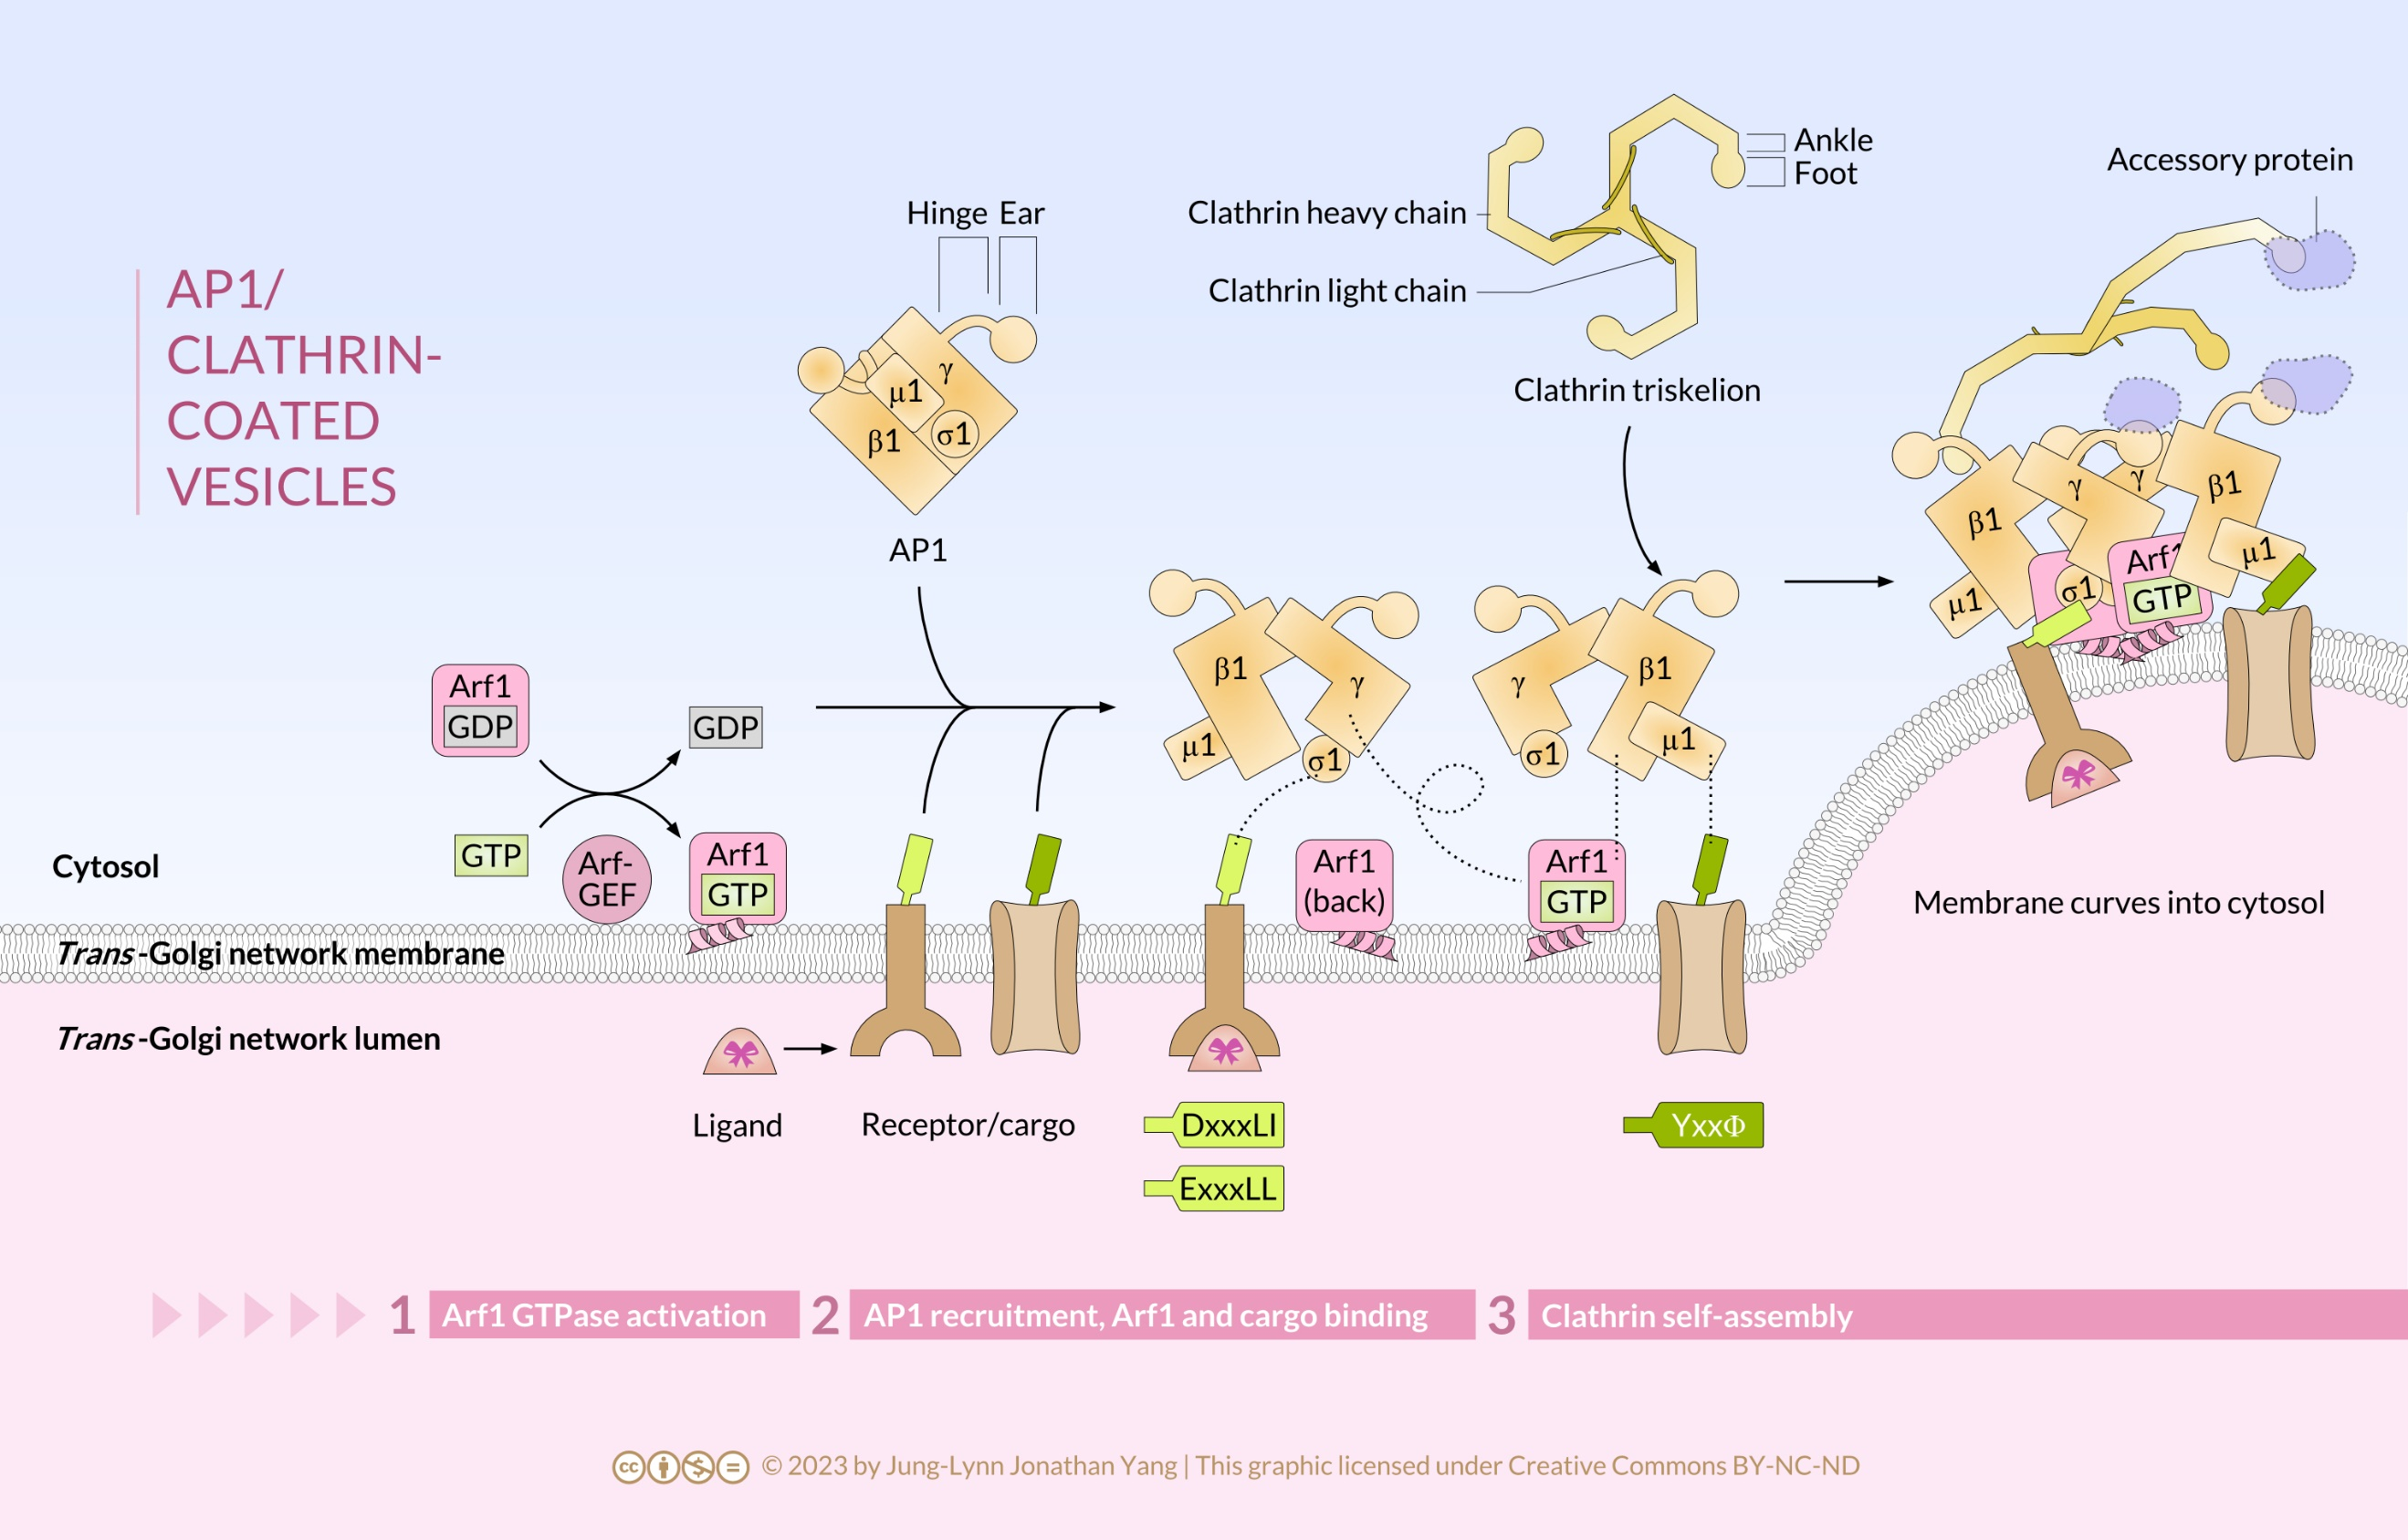 AP1/
CLATHRIN-
COATED
VESICLES
Hinge Ear
γ
μ1
β1
σ1
AP1
Clathrin heavy chain
Clathrin light chain
Ankle
Foot
Clathrin triskelion
Accessory protein
Arf1
GDP
GDP
GTP
Arf-
GEF
Arf1
GTP
β1
γ
μ1
σ1
γ
β1
σ1
μ1
Arf1
(back)
Arf1
GTP
β1
γ
γ
β1
μ1
σ1
Arf1
GTP
μ1
Cytosol
Trans-Golgi network membrane
Trans-Golgi network lumen
Membrane curves into cytosol
Ligand
Receptor/cargo
DxxxLI
ExxxLL
YxxΦ
1 Arf1 GTPase activation
2 AP1 recruitment, Arf1 and cargo binding
3 Clathrin self-assembly
cc
© 2023 by Jung-Lynn Jonathan Yang | This graphic licensed under Creative Commons BY-NC-ND